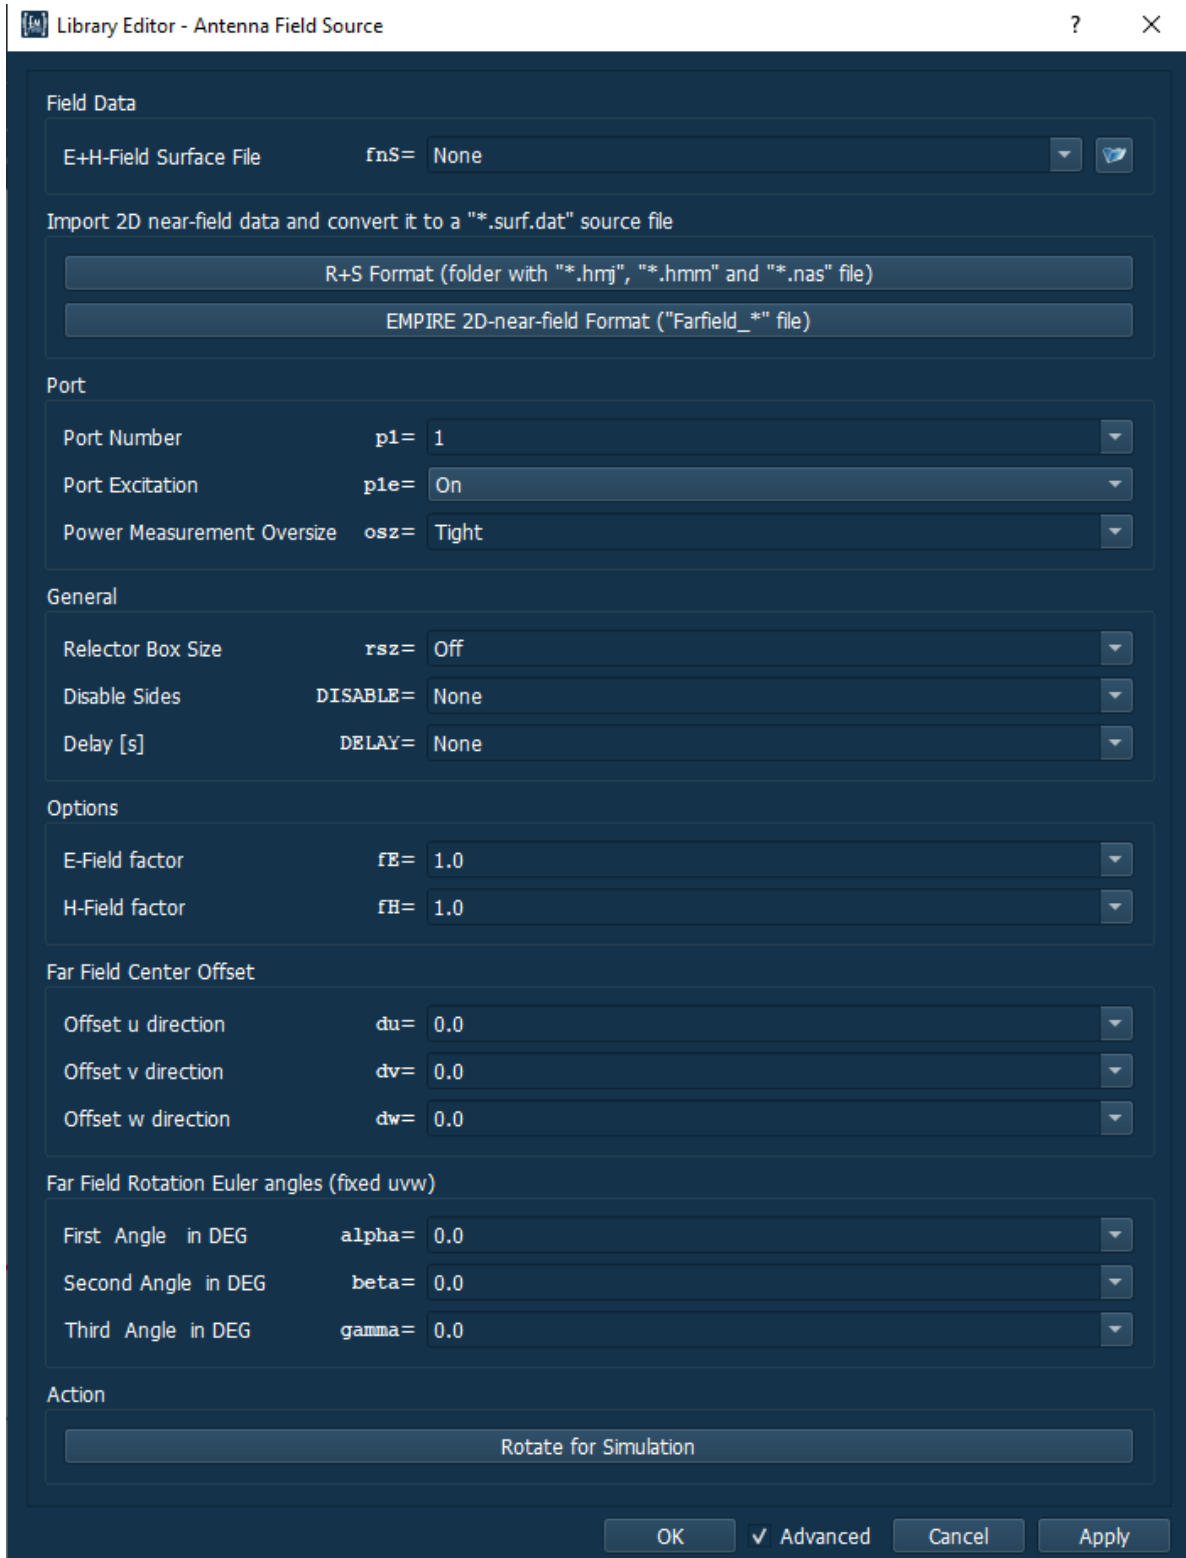 Library Editor - Antenna Field Source ?
Field Data
E+H-Field Surface File fnS= None
Import 2D near-field data and convert it to a "*.surf.dat" source file
R+S Format (folder with "*.hmj", "*.hmm" and "*.nas" file)
EMPIRE 2D-near-field Format ("Farfield_*" file)
Port
Port Number p1= 1
Port Excitation p1e= On
Power Measurement Oversize osz= Tight
General
Relector Box Size rsz= Off
Disable Sides DISABLE= None
Delay [s] DELAY= None
Options
E-Field factor fE= 1.0
H-Field factor fH= 1.0
Far Field Center Offset
Offset u direction du= 0.0
Offset v direction dv= 0.0
Offset w direction dw= 0.0
Far Field Rotation Euler angles (fixed uvw)
First Angle in DEG alpha= 0.0
Second Angle in DEG beta= 0.0
Third Angle in DEG gamma= 0.0
Action
Rotate for Simulation
OK Advanced Cancel Apply